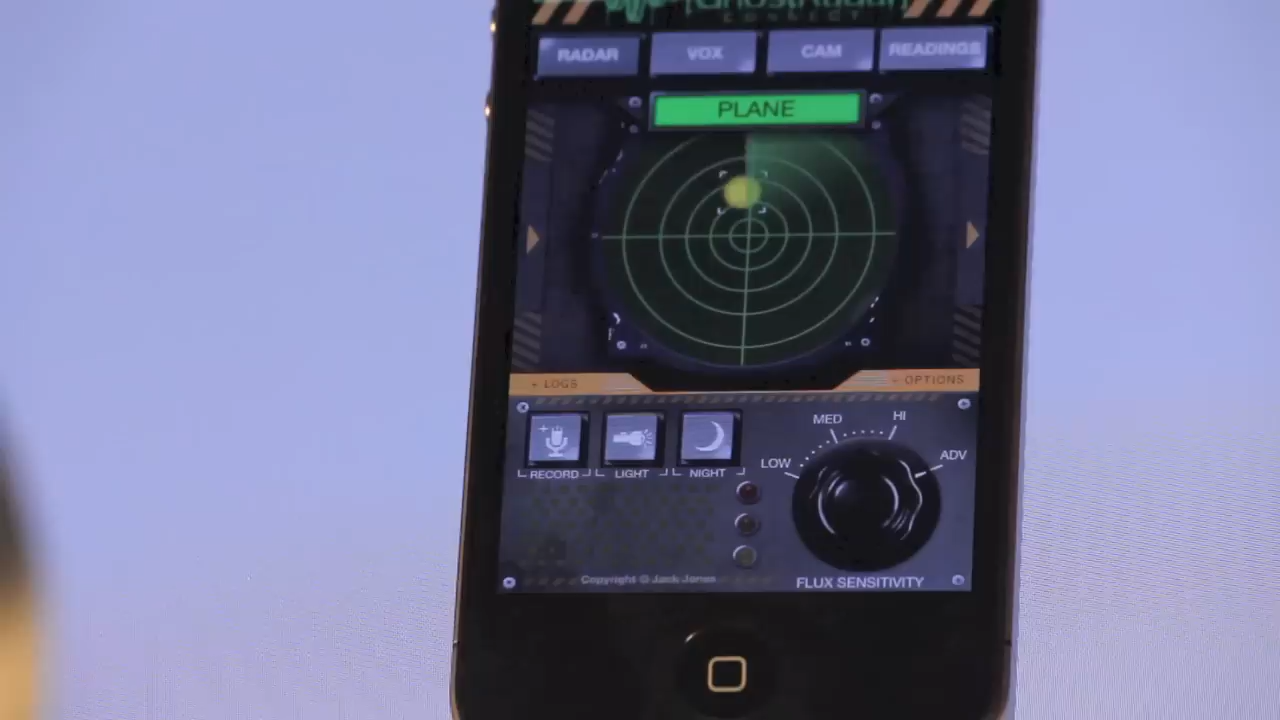 CONNECT
RADAR VOX CAM READINGS
PLANE
+ LOGS + OPTIONS
MED HI
LOW ADV
RECORD LIGHT NIGHT
Copyright © Jack Jones
FLUX SENSITIVITY